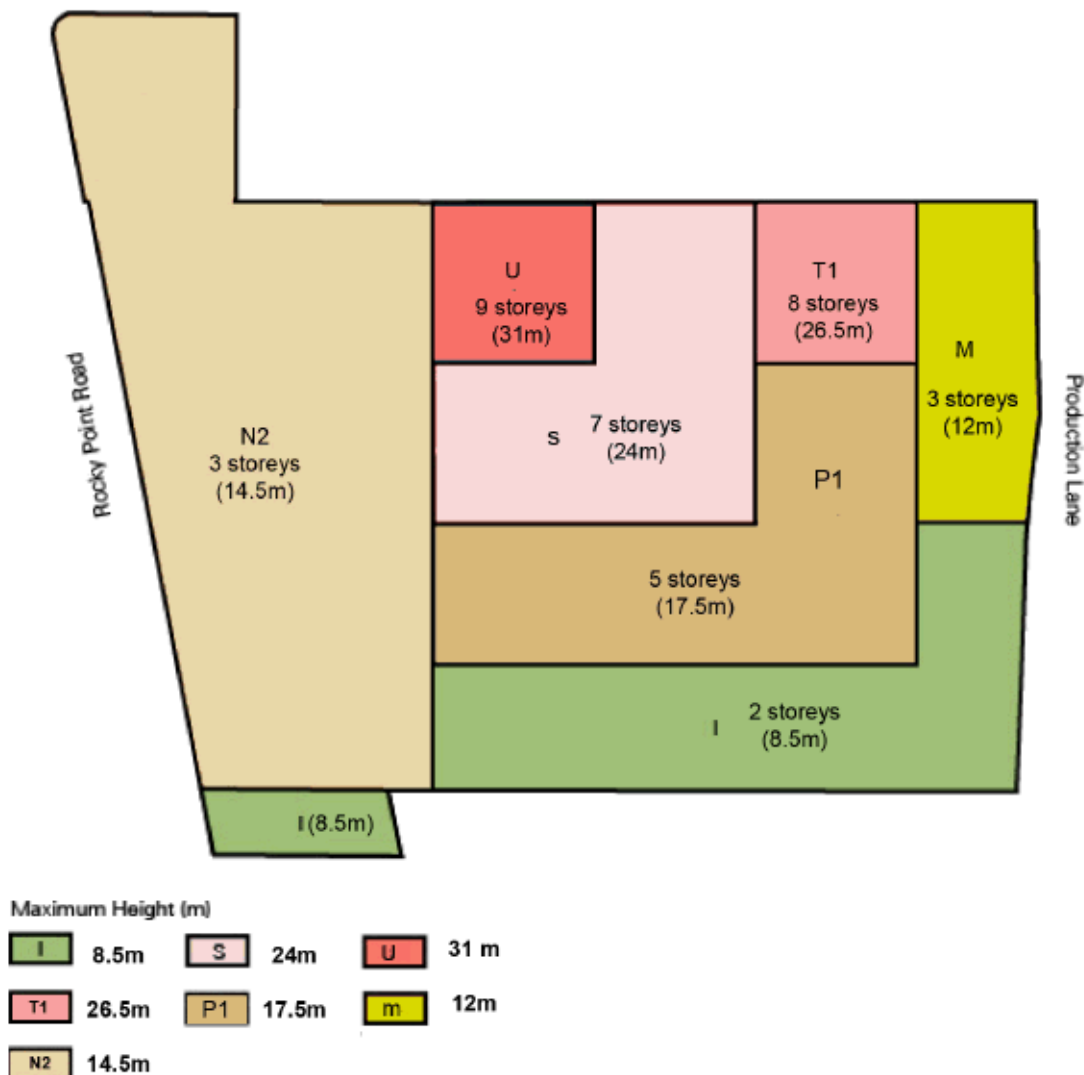 U
9 storeys
(31m)
T1
8 storeys
(26.5m)
M
3 storeys
(12m)
Rocky Point Road
N2
3 storeys
(14.5m)
s
7 storeys
(24m)
P1
Production Lane
5 storeys
(17.5m)
I
2 storeys
(8.5m)
I (8.5m)
Maximum Height (m)
I 8.5m S 24m U 31 m
T1 26.5m P1 17.5m m 12m
N2 14.5m